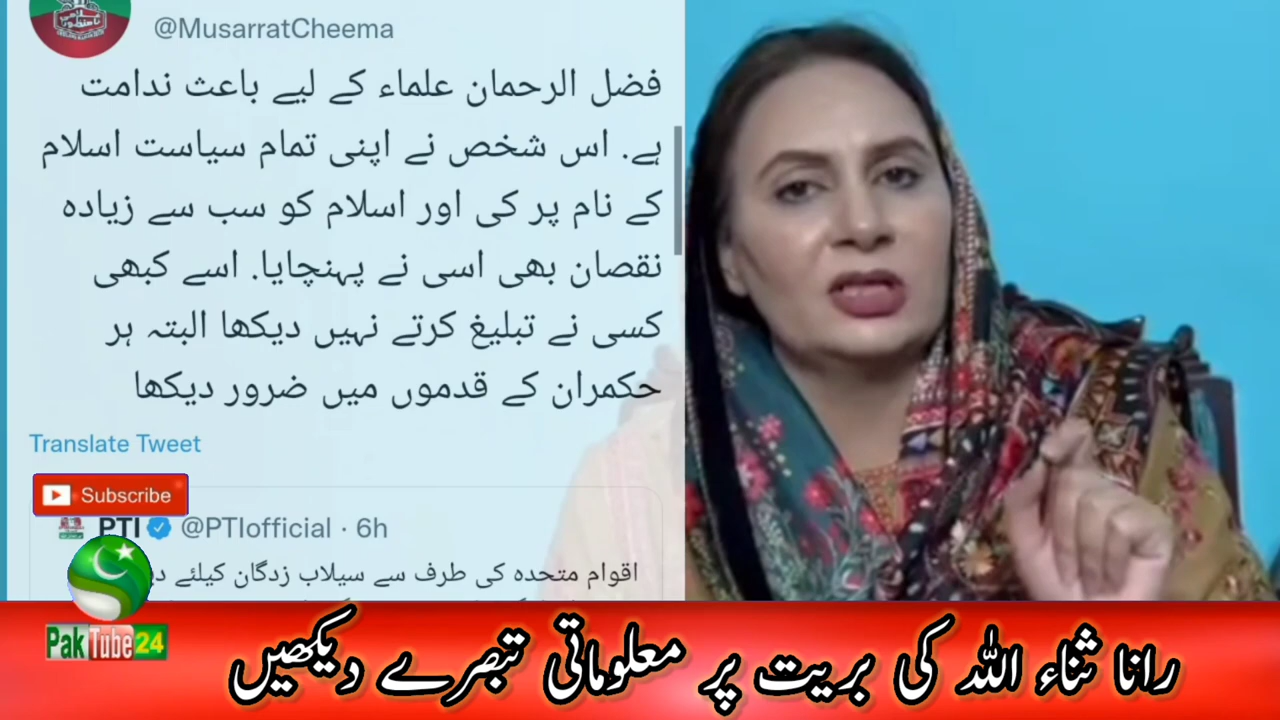 @MusarratCheema
فضل الرحمان علماء کے لیے باعث ندامت
ہے. اس شخص نے اپنی تمام سیاست اسلام
کے نام پر کی اور اسلام کو سب سے زیادہ
نقصان بھی اسی نے پہنچایا. اسے کبھی
کسی نے تبلیغ کرتے نہیں دیکھا البتہ ہر
حکمران کے قدموں میں ضرور دیکھا
Translate Tweet
Subscribe
PTI @PTIofficial · 6h
اقوام متحدہ کی طرف سے سیلاب زدگان کیلئے
PakTube24
رانا ثناء اللہ کی بریت پر معلوماتی تبصرے دیکھیں